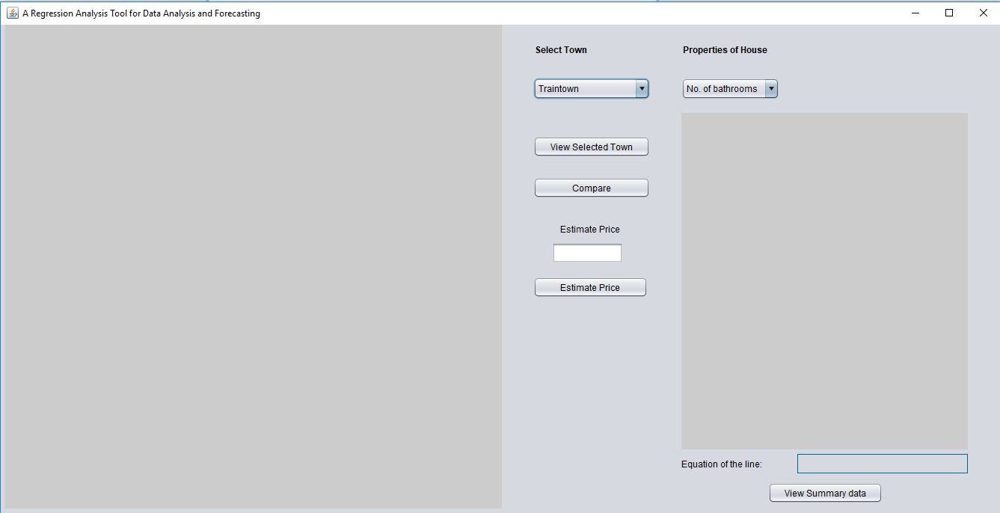 A Regression Analysis Tool for Data Analysis and Forecasting
Select Town
Properties of House
Traintown
No. of bathrooms
View Selected Town
Compare
Estimate Price
Estimate Price
Equation of the line:
View Summary data